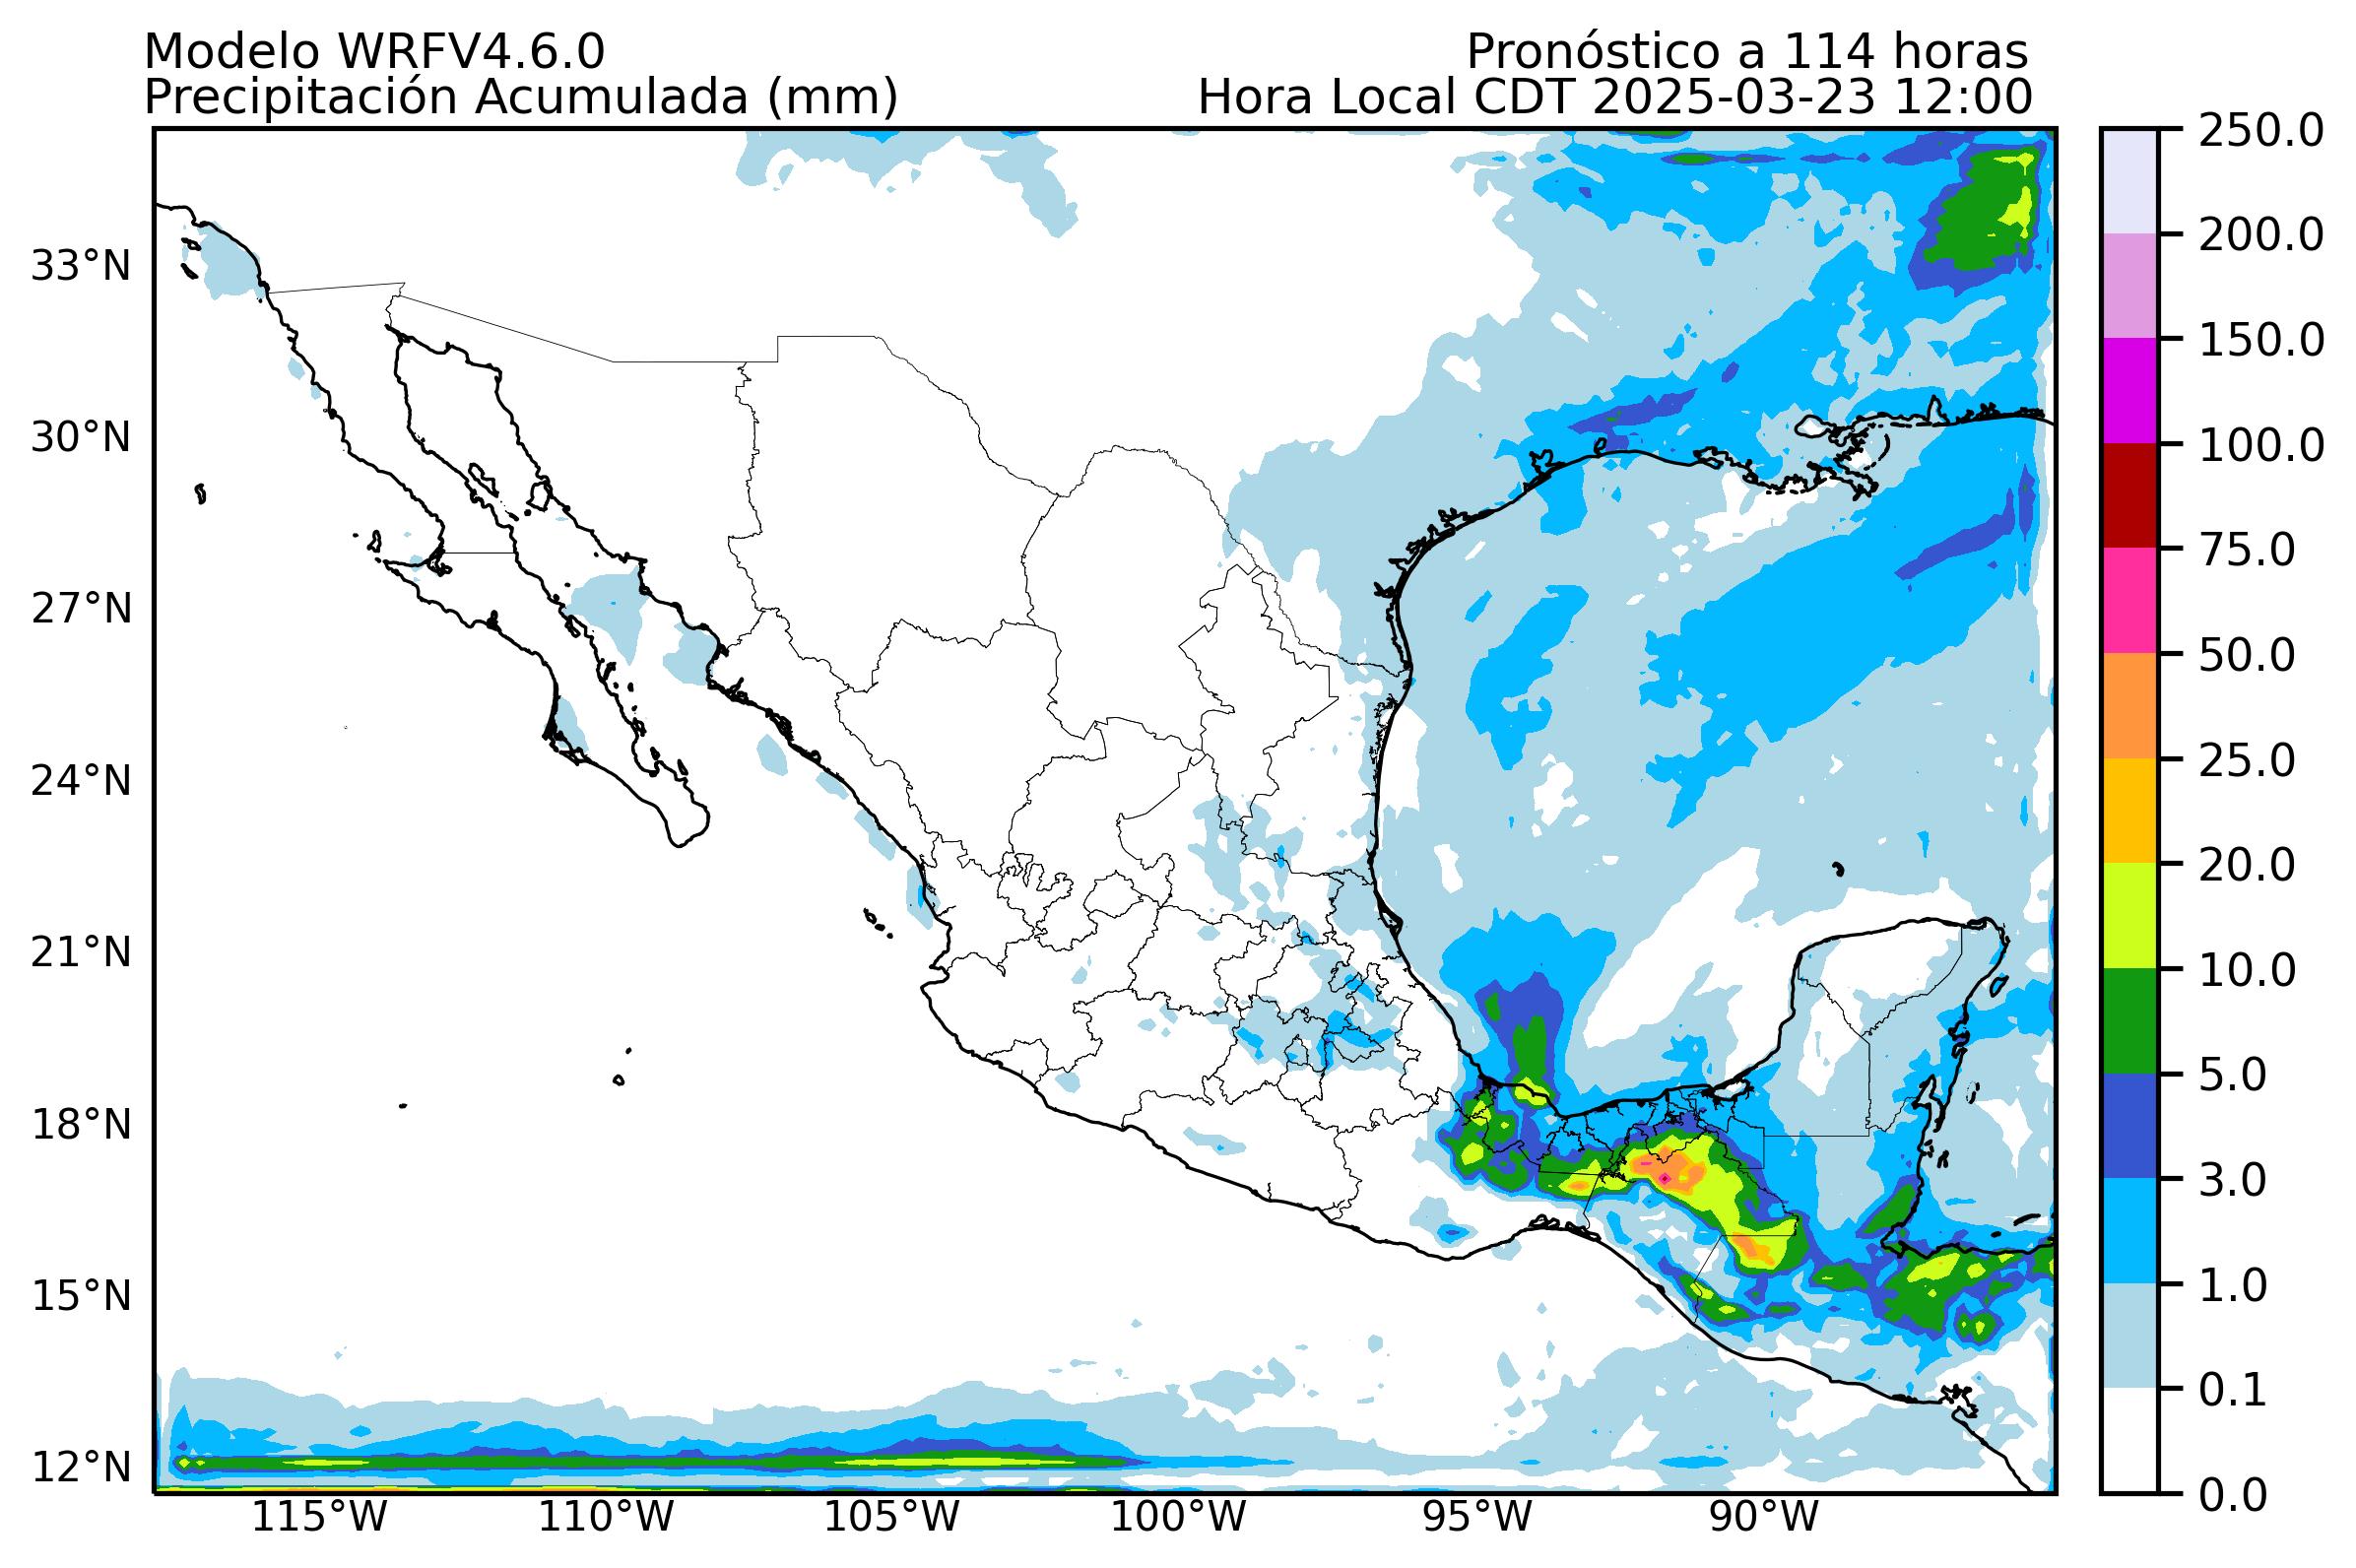 Modelo WRFV4.6.0
Pronóstico a 114 horas
Precipitación Acumulada (mm)
Hora Local CDT 2025-03-23 12:00
250.0
200.0
150.0
100.0
75.0
50.0
25.0
20.0
10.0
5.0
3.0
1.0
0.1
0.0
33°N
30°N
27°N
24°N
21°N
18°N
15°N
12°N
115°W
110°W
105°W
100°W
95°W
90°W